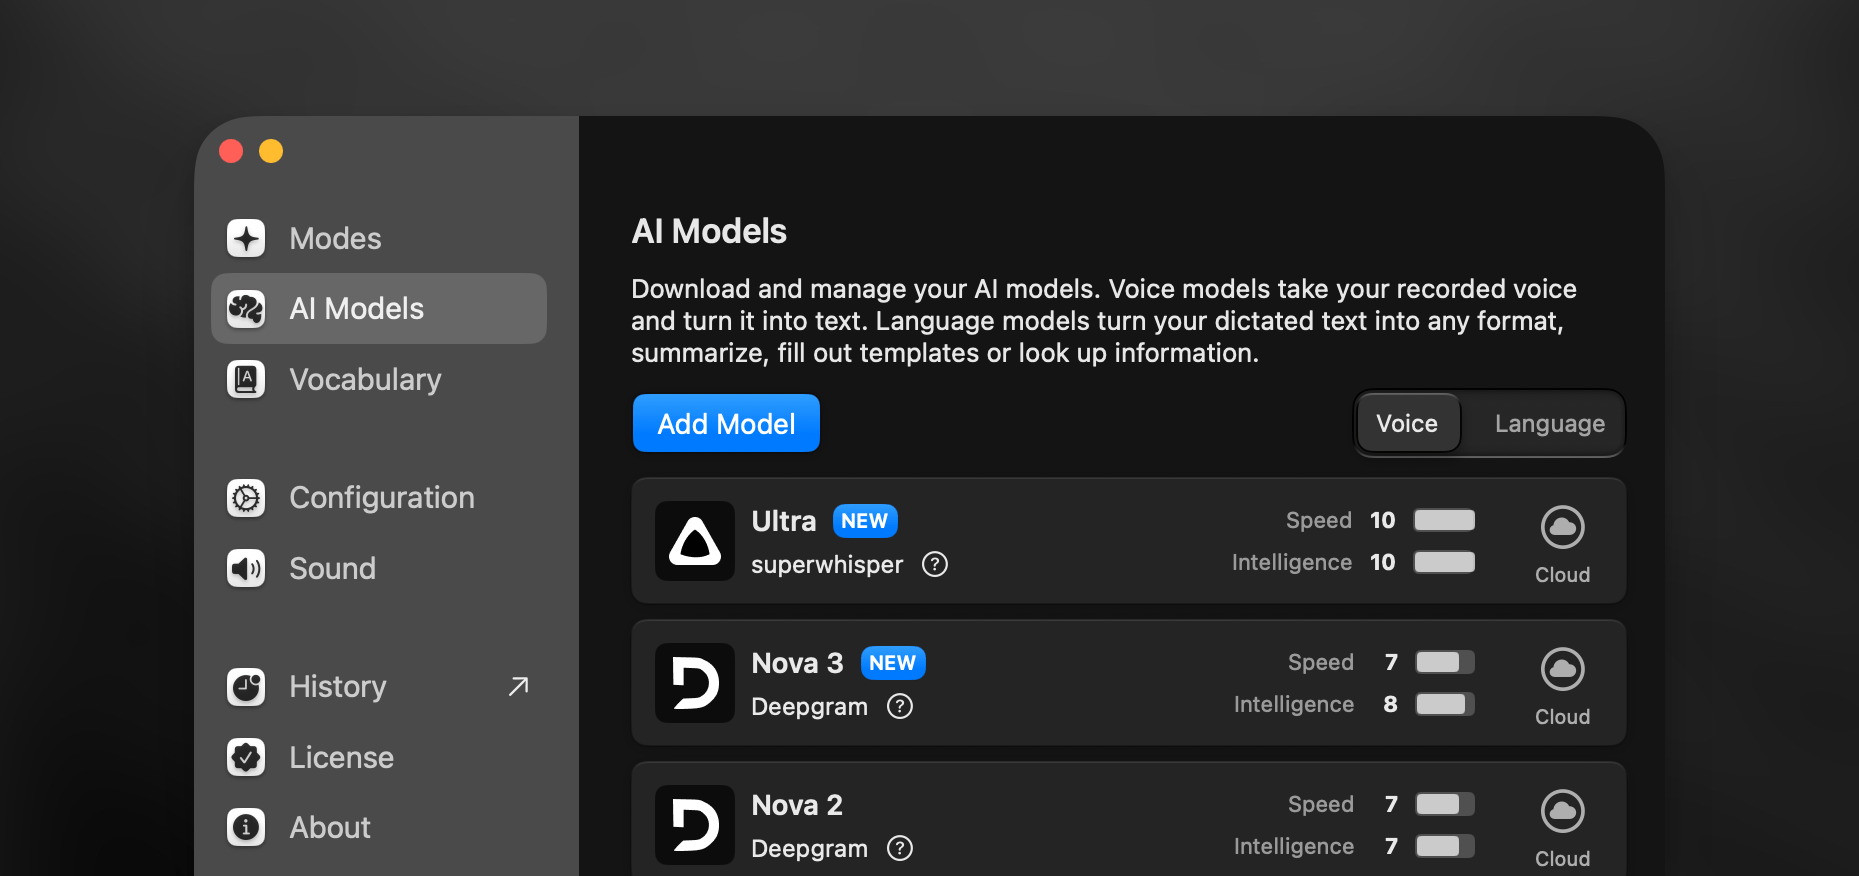 Modes
AI Models
Vocabulary
Configuration
Sound
History
License
About
AI Models
Download and manage your AI models. Voice models take your recorded voice
and turn it into text. Language models turn your dictated text into any format,
summarize, fill out templates or look up information.
Add Model
Voice
Language
Ultra NEW
superwhisper ?
Speed 10
Intelligence 10
Cloud
Nova 3 NEW
Deepgram ?
Speed 7
Intelligence 8
Cloud
Nova 2
Deepgram ?
Speed 7
Intelligence 7
Cloud